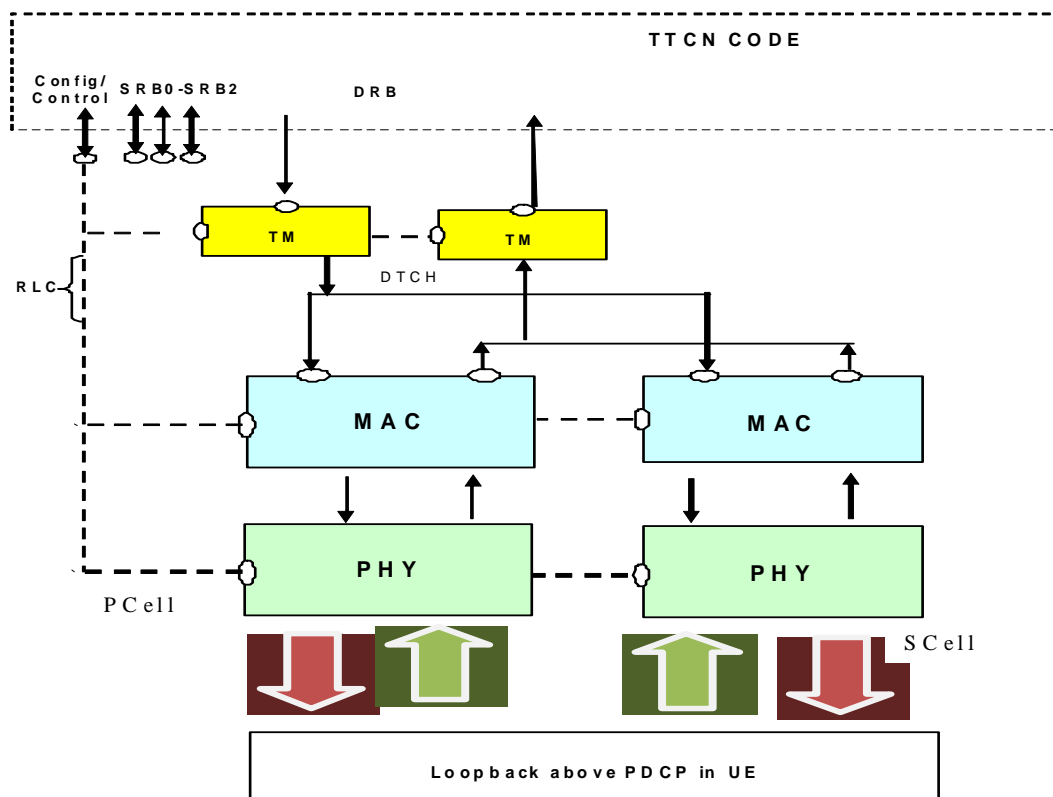 TTCN CODE
Config/
Control
SRB0-SRB2
DRB
TM
TM
DTCH
RLC
MAC
MAC
PHY
PHY
PCell
SCell
Loopback above PDCP in UE